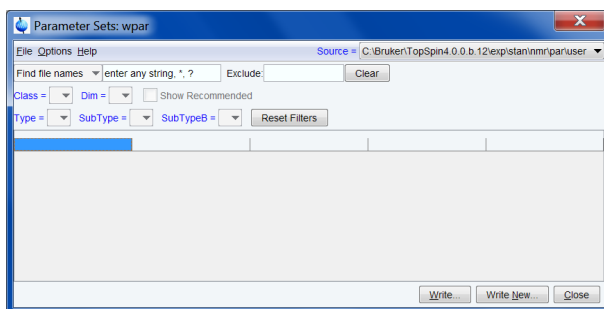 Parameter Sets: wpar
File Options Help Source = C:\Bruker\TopSpin4.0.0.b.12\exp\stan\nmr\par\user
Find file names enter any string, *, ? Exclude: Clear
Class = Dim = Show Recommended
Type = SubType = SubTypeB = Reset Filters
Write... Write New... Close